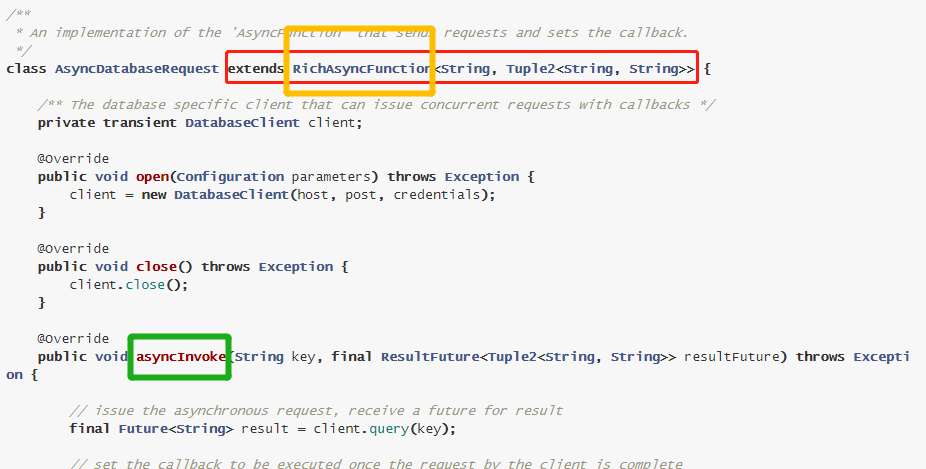 /**
 * An implementation of the 'AsyncFunction' that sends requests and sets the callback.
 */
class AsyncDatabaseRequest extends RichAsyncFunction<String, Tuple2<String, String>> {
    /** The database specific client that can issue concurrent requests with callbacks */
    private transient DatabaseClient client;
    @Override
    public void open(Configuration parameters) throws Exception {
        client = new DatabaseClient(host, post, credentials);
    }
    @Override
    public void close() throws Exception {
        client.close();
    }
    @Override
    public void asyncInvoke(String key, final ResultFuture<Tuple2<String, String>> resultFuture) throws Excepti
on {
        // issue the asynchronous request, receive a future for result
        final Future<String> result = client.query(key);
        // set the callback to be executed once the request by the client is complete